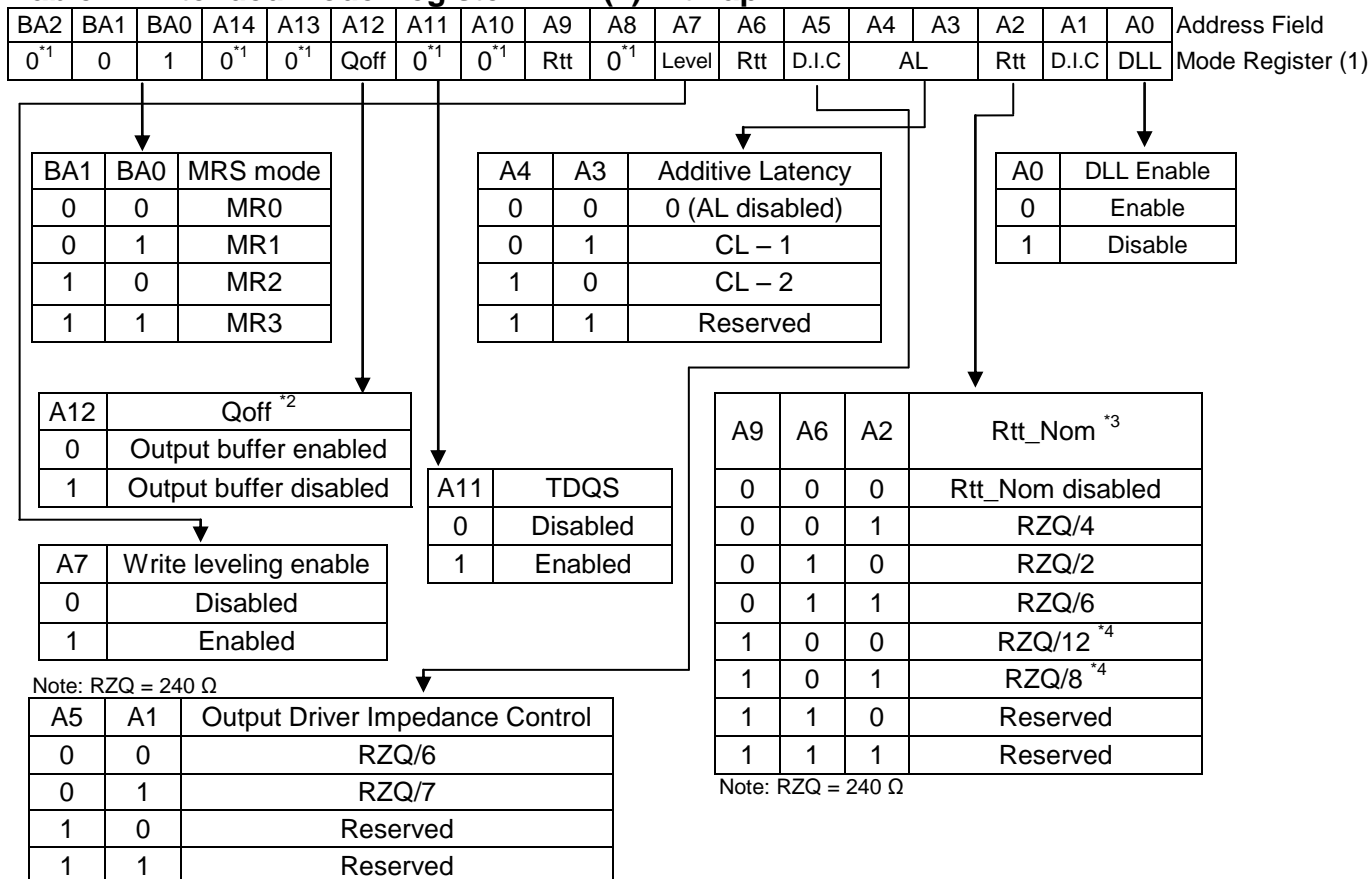 BA2 BA1 BA0 A14 A13 A12 A11 A10 A9 A8 A7 A6 A5 A4 A3 A2 A1 A0 Address Field
0*1 0 1 0*1 0*1 Qoff 0*1 0*1 Rtt 0*1 Level Rtt D.I.C AL Rtt D.I.C DLL Mode Register (1)
BA1 BA0 MRS mode
0 0 MR0
0 1 MR1
1 0 MR2
1 1 MR3
A4 A3 Additive Latency
0 0 0 (AL disabled)
0 1 CL – 1
1 0 CL – 2
1 1 Reserved
A0 DLL Enable
0 Enable
1 Disable
A12 Qoff *2
0 Output buffer enabled
1 Output buffer disabled
A11 TDQS
0 Disabled
1 Enabled
A9 A6 A2 Rtt_Nom *3
0 0 0 Rtt_Nom disabled
0 0 1 RZQ/4
0 1 0 RZQ/2
0 1 1 RZQ/6
1 0 0 RZQ/12 *4
1 0 1 RZQ/8 *4
1 1 0 Reserved
1 1 1 Reserved
Note: RZQ = 240 Ω
A7 Write leveling enable
0 Disabled
1 Enabled
Note: RZQ = 240 Ω
A5 A1 Output Driver Impedance Control
0 0 RZQ/6
0 1 RZQ/7
1 0 Reserved
1 1 Reserved